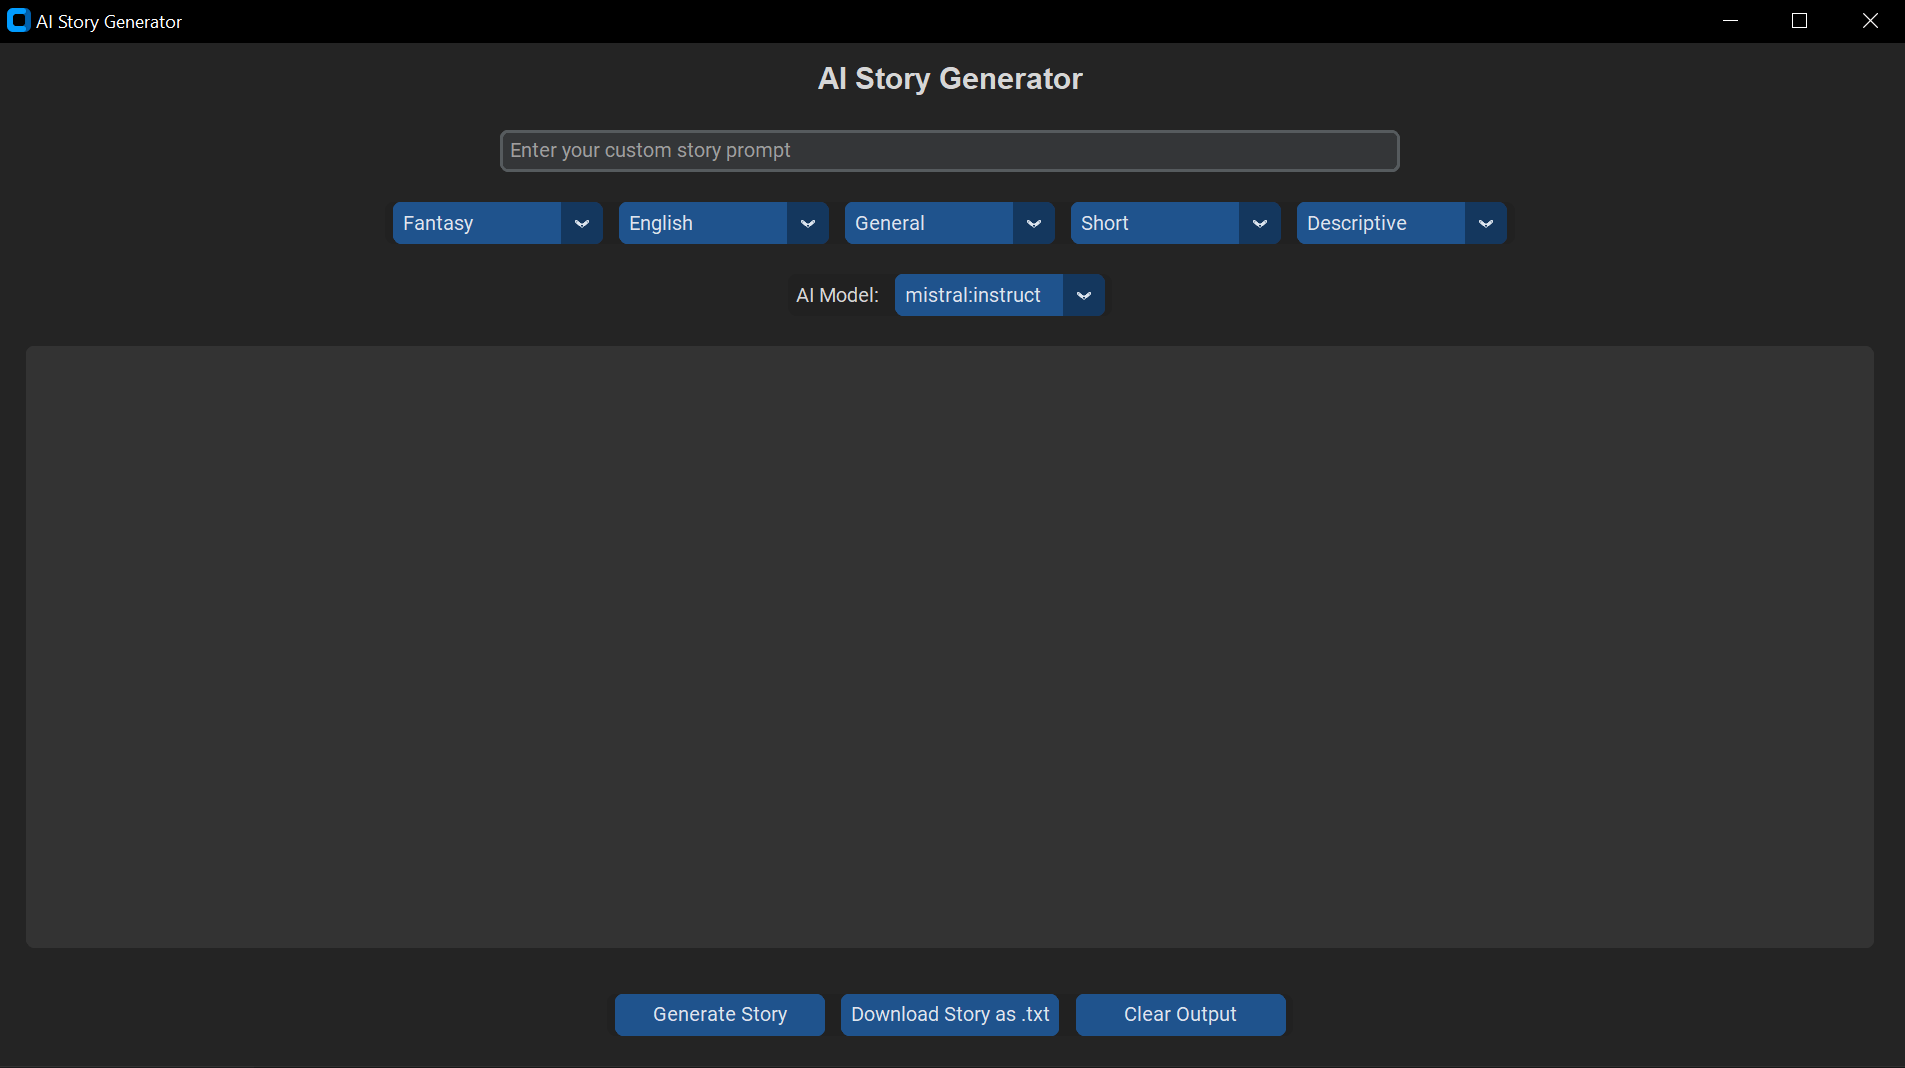 AI Story Generator
AI Story Generator
Enter your custom story prompt
Fantasy English General Short Descriptive
AI Model: mistral:instruct
Generate Story Download Story as .txt Clear Output